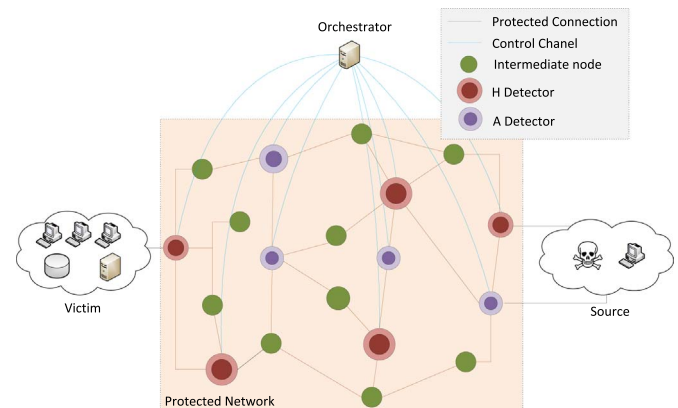 Orchestrator
Protected Connection
Control Chanel
Intermediate node
H Detector
A Detector
Victim
Source
Protected Network